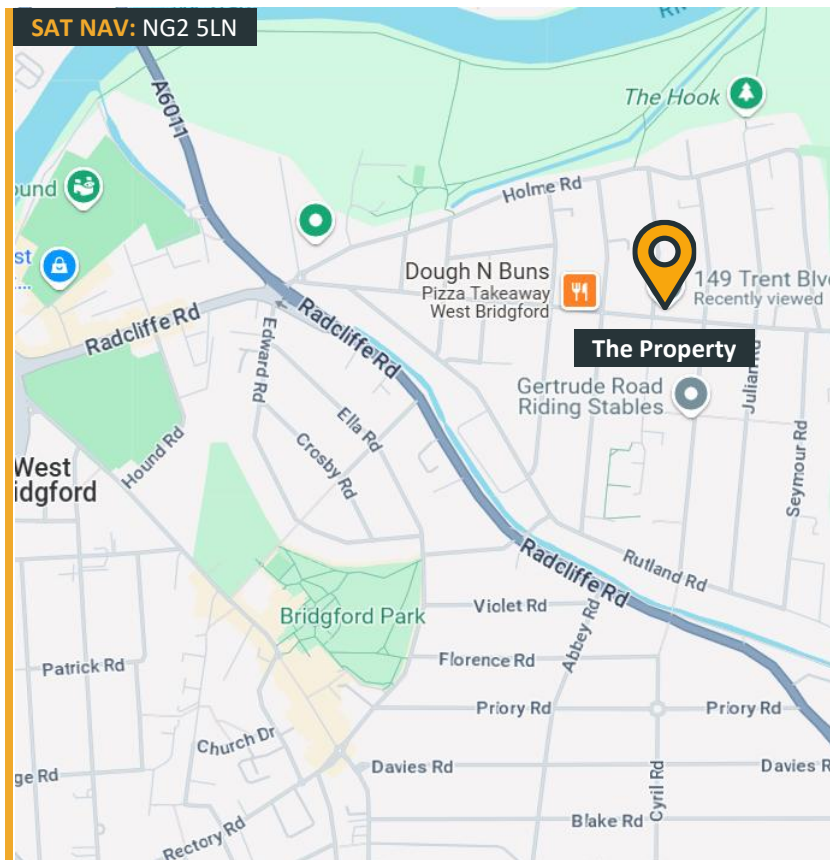 SAT NAV: NG2 5LN
A6011
The Hook
Holme Rd
ound
st
Dough N Buns
Pizza Takeaway
West Bridgford
149 Trent Blv
Recently viewed
Radcliffe Rd
Radcliffe Rd
The Property
Edward Rd
Gertrude Road
Riding Stables
Julian Rd
Ella Rd
Crosby Rd
Hound Rd
Seymour Rd
West
idgford
Radcliffe Rd
Rutland Rd
Bridgford Park
Violet Rd
Abbey Rd
Florence Rd
Patrick Rd
Priory Rd
Priory Rd
Church Dr
Davies Rd
Davies R
ge Rd
Cyril Rd
Blake Rd
Rectory Rd